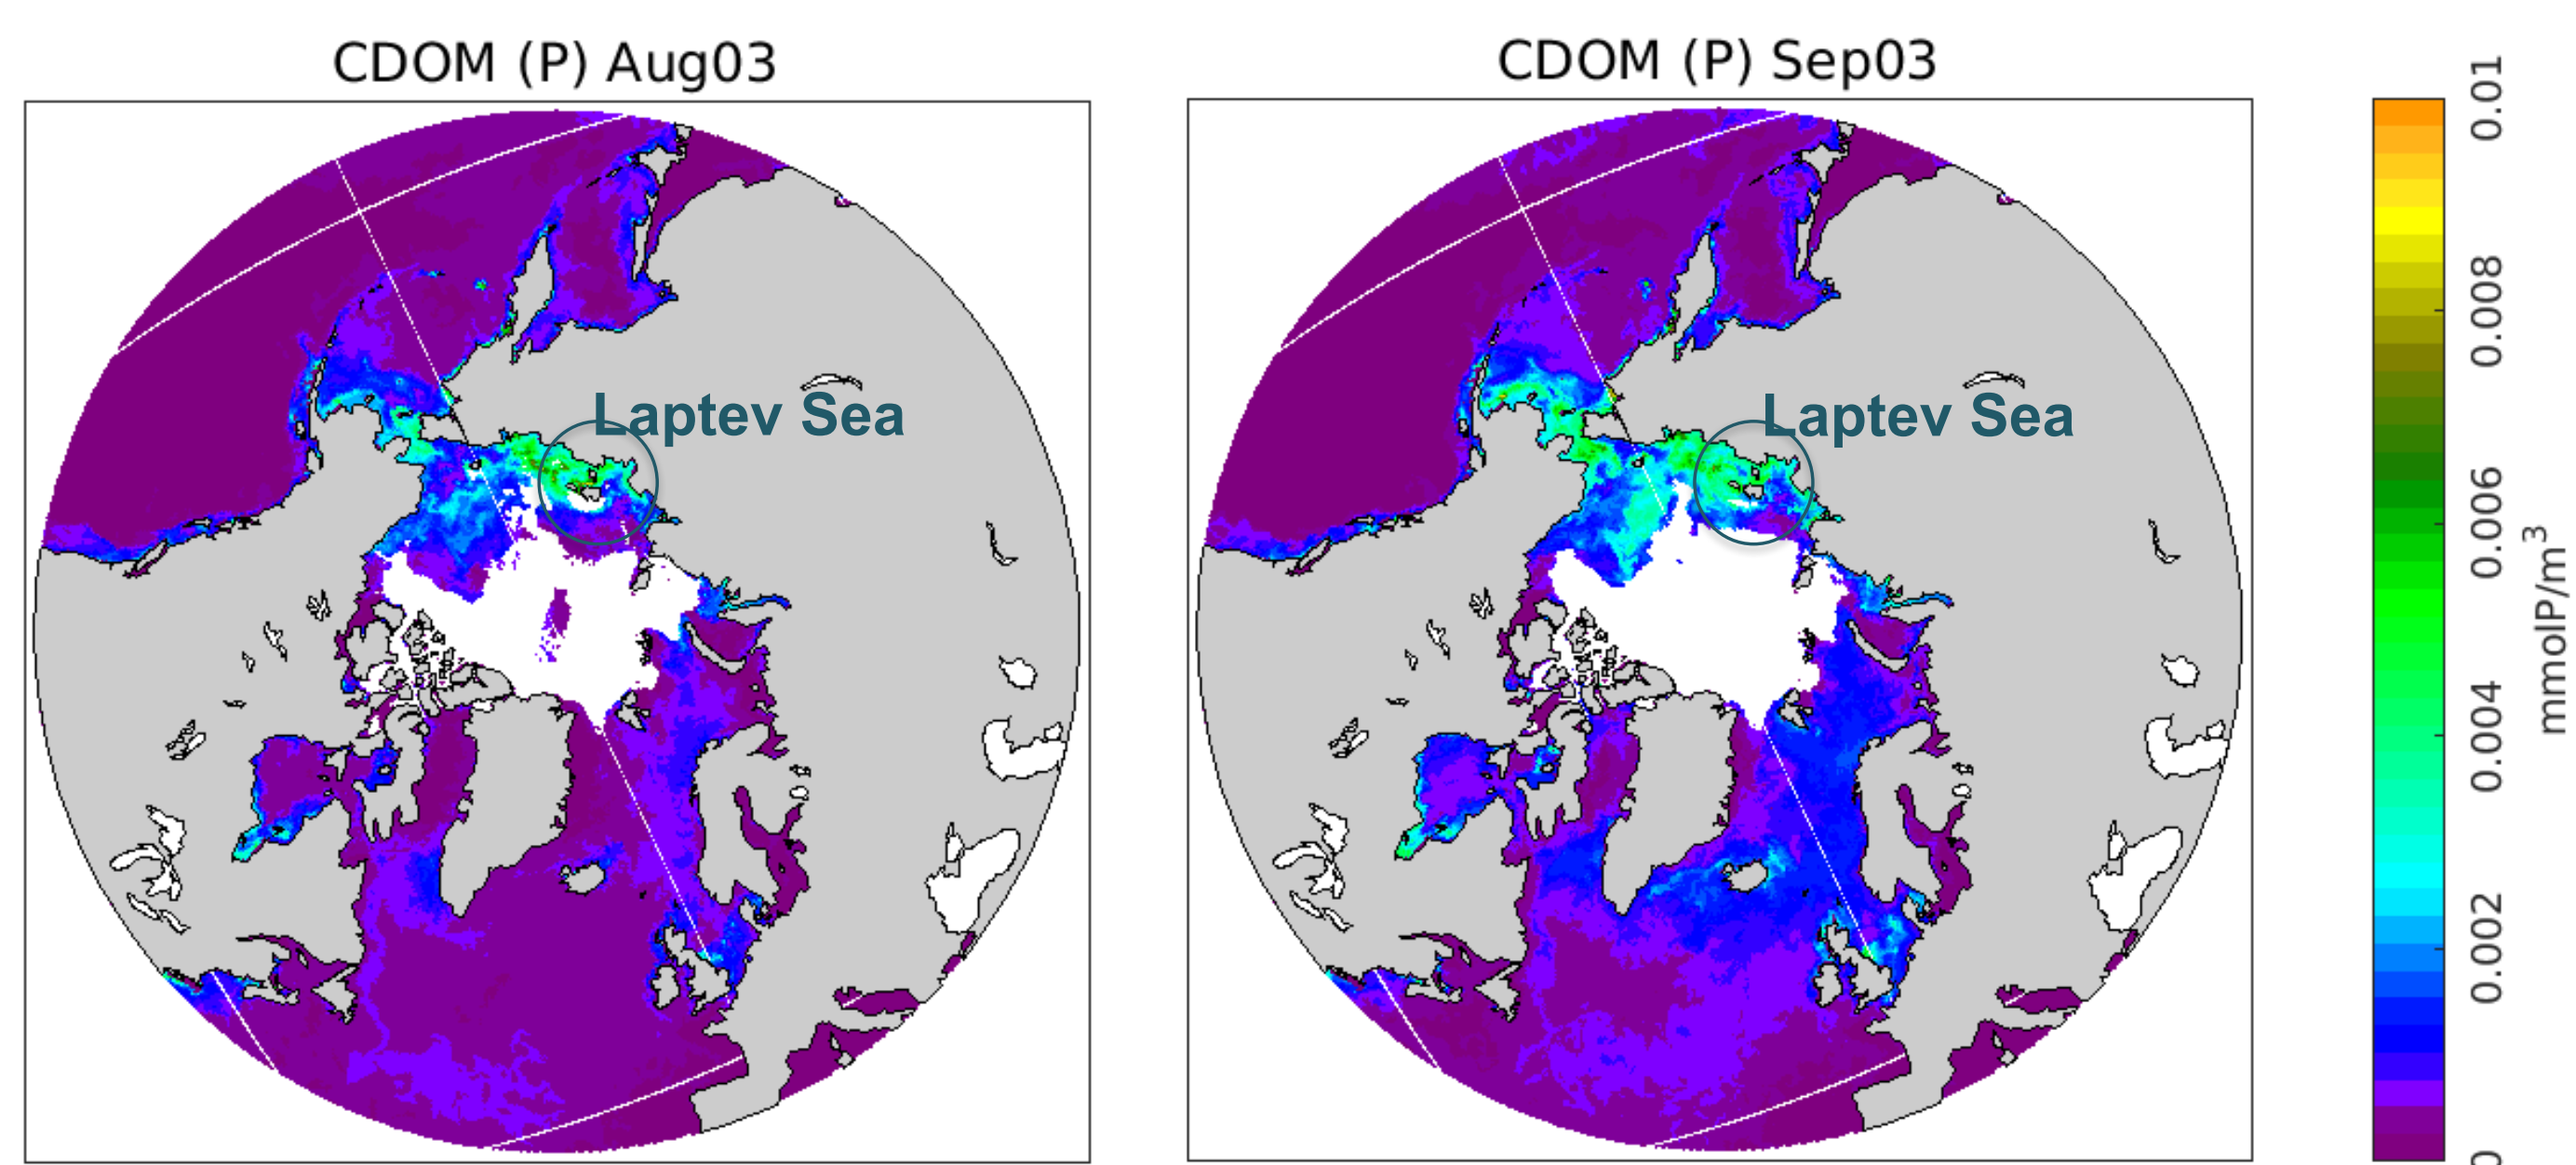 CDOM (P) Aug03
CDOM (P) Sep03
Laptev Sea
Laptev Sea
0.01
0.008
0.006
0.004
0.002
0
mmolP/m³